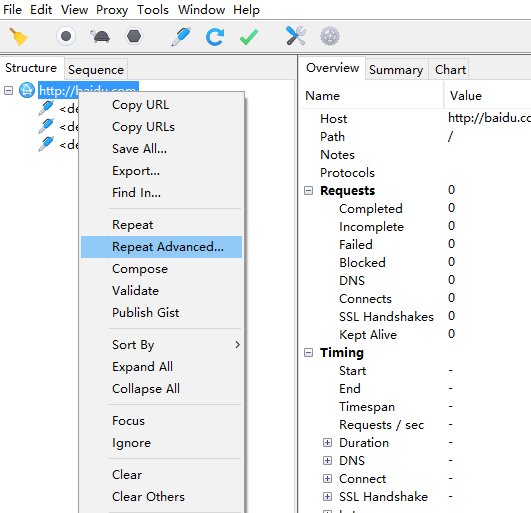 File Edit View Proxy Tools Window Help
Structure Sequence
http://baidu.com
<de
<de
<de
Copy URL
Copy URLs
Save All...
Export...
Find In...
Repeat
Repeat Advanced...
Compose
Validate
Publish Gist
Sort By
Expand All
Collapse All
Focus
Ignore
Clear
Clear Others
Overview Summary Chart
Name Value
Host http://baidu.co
Path /
Notes
Protocols
Requests 0
Completed 0
Incomplete 0
Failed 0
Blocked 0
DNS 0
Connects 0
SSL Handshakes 0
Kept Alive 0
Timing
Start -
End -
Timespan -
Requests / sec -
Duration -
DNS -
Connect -
SSL Handshake -